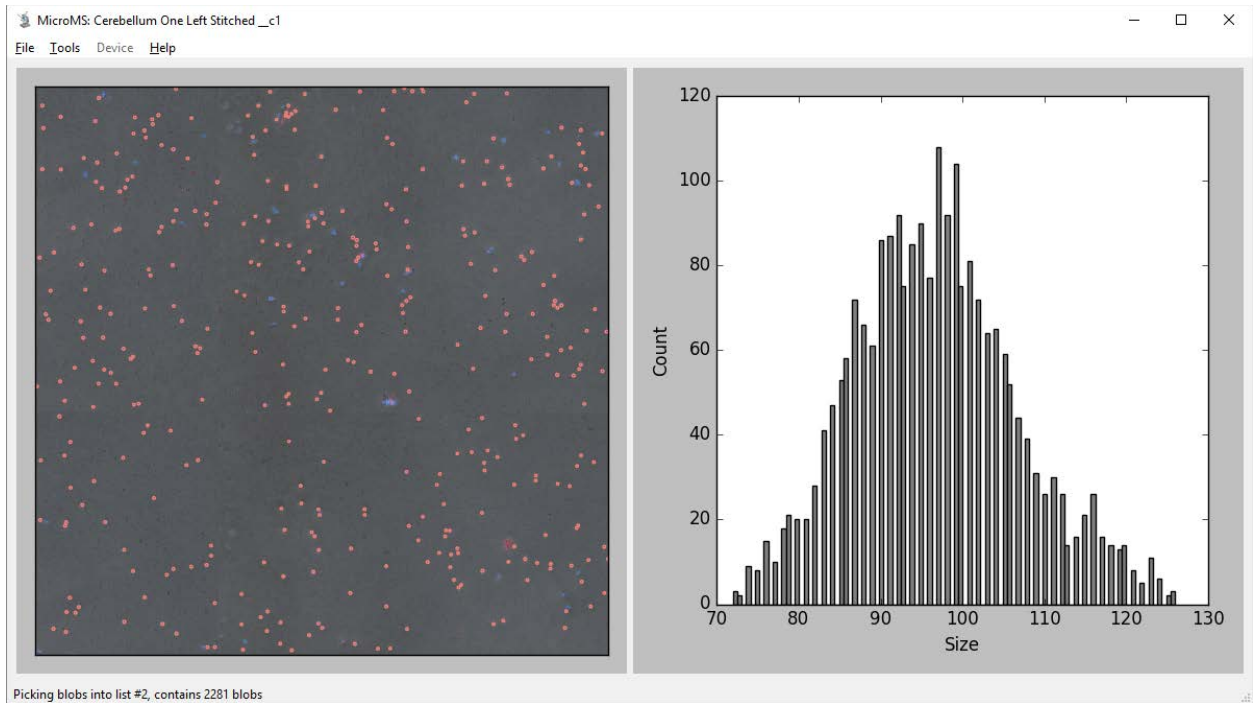 MicroMS: Cerebellum One Left Stitched __c1
File Tools Device Help
120
100
80
60
40
20
0
Count
70 80 90 100 110 120 130
Size
Picking blobs into list #2, contains 2281 blobs